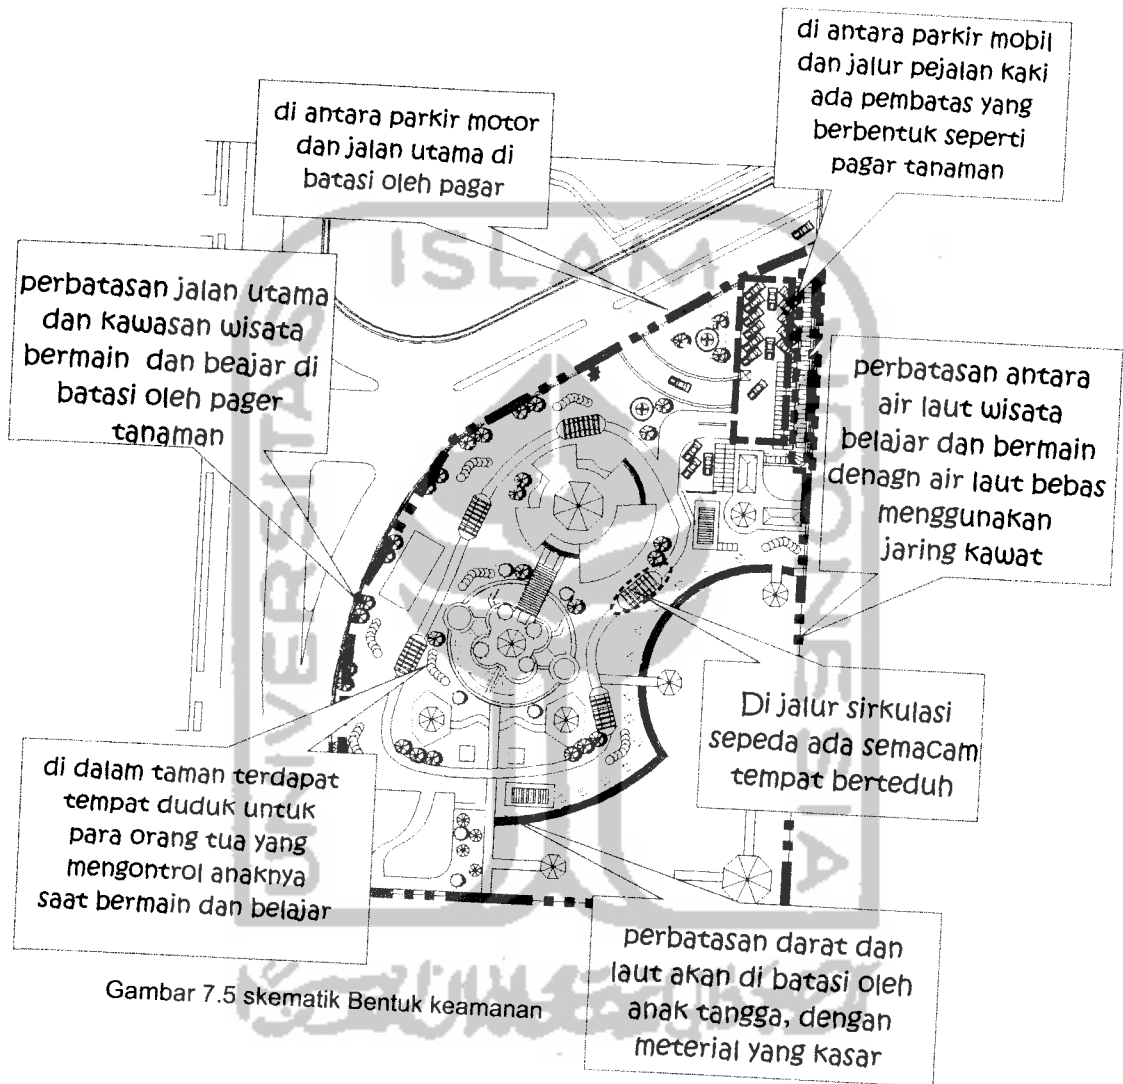 di antara parkir mobil
dan jalur pejalan kaki
ada pembatas yang
berbentuk seperti
pagar tanaman
di antara parkir motor
dan jalan utama di
batasi oleh pagar
perbatasan jalan utama
dan kawasan wisata
bermain dan beajar di
batasi oleh pager
tanaman
perbatasan antara
air laut wisata
belajar dan bermain
denagn air laut bebas
menggunakan
jaring kawat
Di jalur sirkulasi
sepeda ada semacam
tempat berteduh
di dalam taman terdapat
tempat duduk untuk
para orang tua yang
mengontrol anaknya
saat bermain dan belajar
perbatasan darat dan
laut akan di batasi oleh
anak tangga, dengan
meterial yang kasar
Gambar 7.5 skematik Bentuk keamanan
ISLAM
UNIVERSITAS
INDONESIA